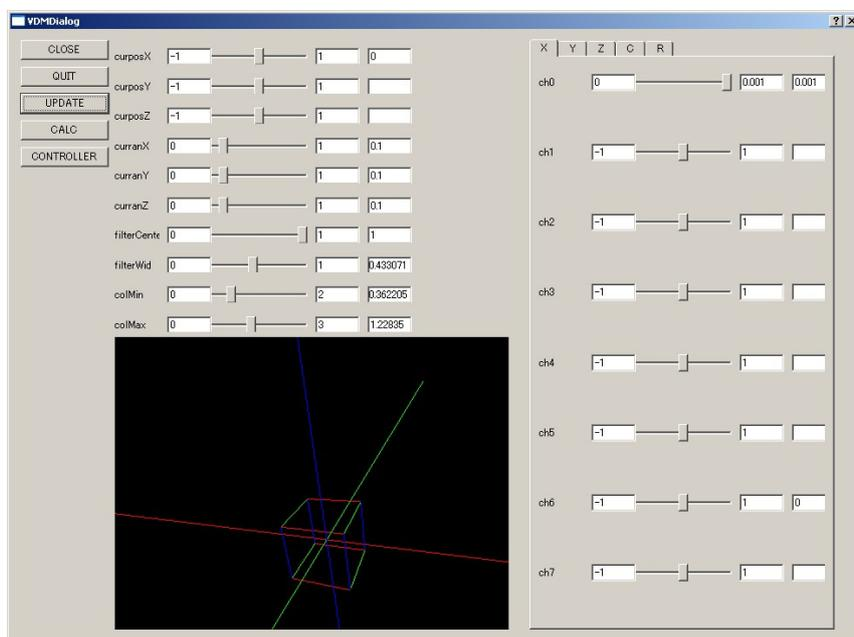 VDMDialog
CLOSE
QUIT
UPDATE
CALC
CONTROLLER
curposX -1 1 0
curposY -1 1
curposZ -1 1
curranX 0 1 0.1
curranY 0 1 0.1
curranZ 0 1 0.1
filterCente 0 1 1
filterWid 0 1 0.433071
colMin 0 2 0.362205
colMax 0 3 1.22835
X Y Z C R
ch0 0 0.001 0.001
ch1 -1 1
ch2 -1 1
ch3 -1 1
ch4 -1 1
ch5 -1 1
ch6 -1 1 0
ch7 -1 1